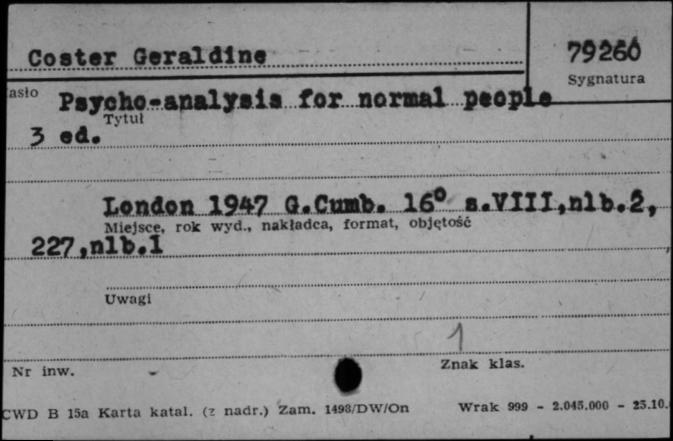 Coster Geraldine
79260
Sygnatura
asło
Psycho-analysis for normal people
Tytuł
3 ed.
London 1947 G.Cumb. 16° s.VIII,nlb.2,
Miejsce, rok wyd., nakładca, format, objętość
227,nlb.1
Uwagi
1
Nr inw.
Znak klas.
CWD B 15a Karta katal. (z nadr.) Zam. 1498/DW/On
Wrak 999 - 2.045.000 - 25.10.